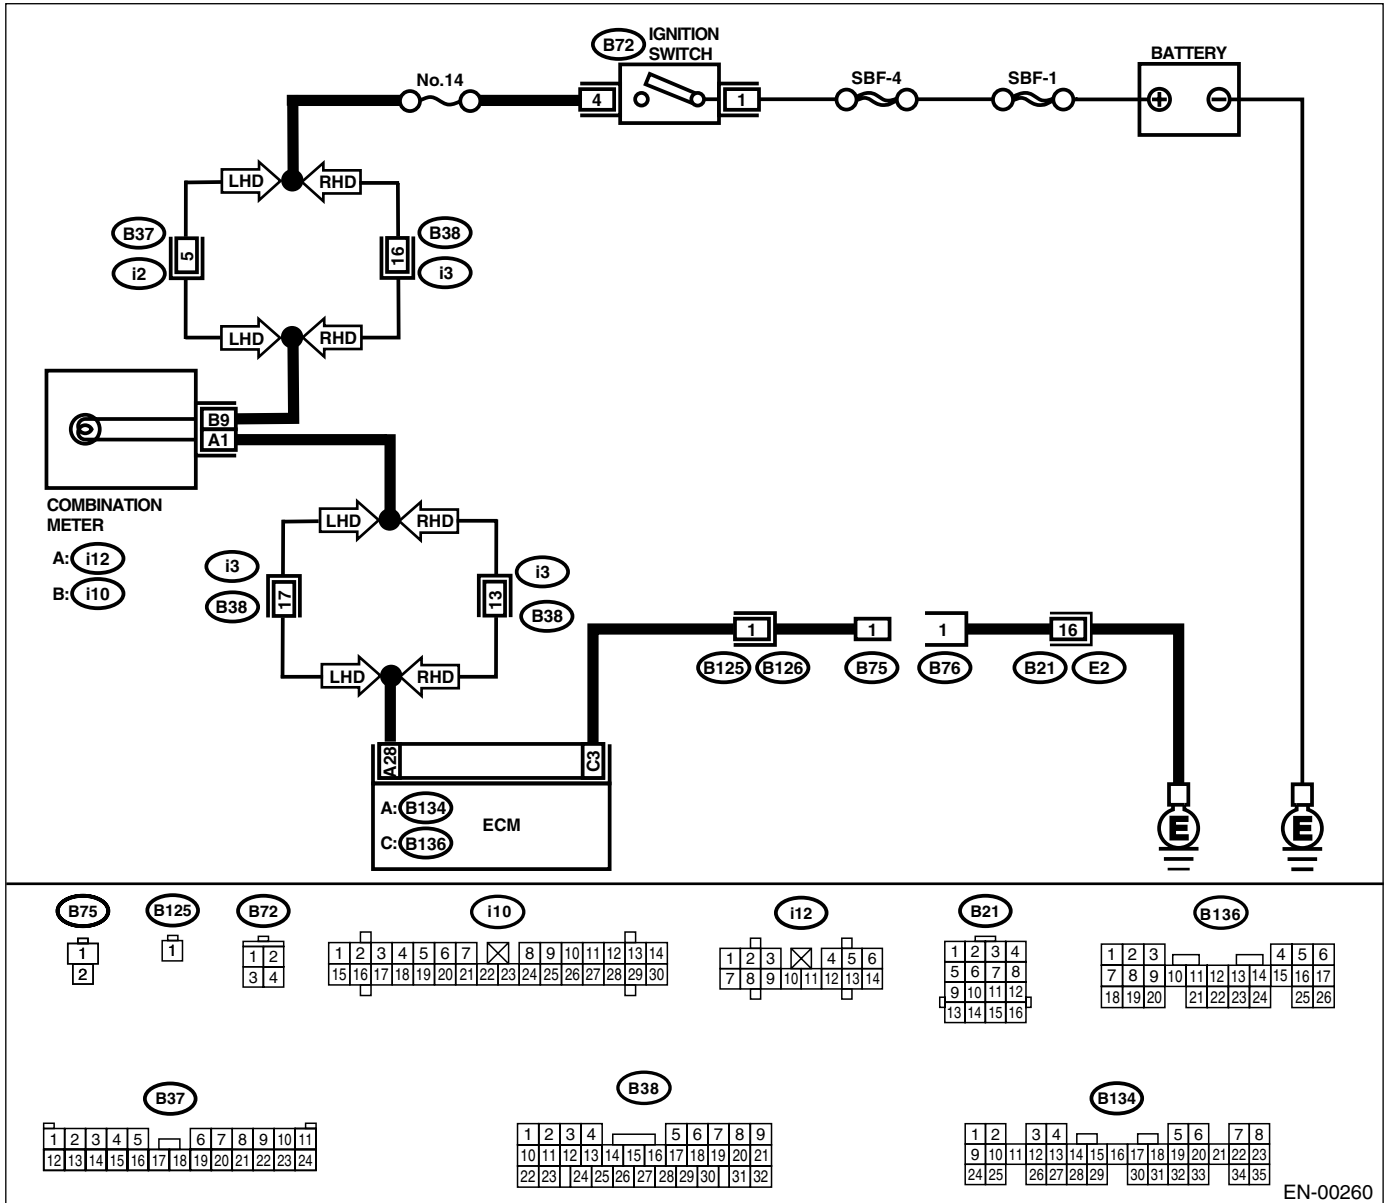 B72
IGNITION
SWITCH
No.14
4
1
SBF-4
SBF-1
BATTERY
LHD
RHD
B37
i2
5
16
B38
i3
LHD
RHD
B9
A1
COMBINATION
METER
A: i12
B: i10
LHD
RHD
i3
B38
17
13
i3
B38
LHD
RHD
1
1
1
16
B125
B126
B75
B76
B21
E2
A28
C3
A: B134
C: B136
ECM
E
E
B75
1
2
B125
1
B72
1 2
3 4
i10
1 2 3 4 5 6 7 8 9 10 11 12 13 14
15 16 17 18 19 20 21 22 23 24 25 26 27 28 29 30
i12
1 2 3 4 5 6
7 8 9 10 11 12 13 14
B21
1 2 3 4
5 6 7 8
9 10 11 12
13 14 15 16
B136
1 2 3 4 5 6
7 8 9 10 11 12 13 14 15 16 17
18 19 20 21 22 23 24 25 26
B37
1 2 3 4 5 6 7 8 9 10 11
12 13 14 15 16 17 18 19 20 21 22 23 24
B38
1 2 3 4 5 6 7 8 9
10 11 12 13 14 15 16 17 18 19 20 21
22 23 24 25 26 27 28 29 30 31 32
B134
1 2 3 4 5 6 7 8
9 10 11 12 13 14 15 16 17 18 19 20 21 22 23
24 25 26 27 28 29 30 31 32 33 34 35
EN-00260